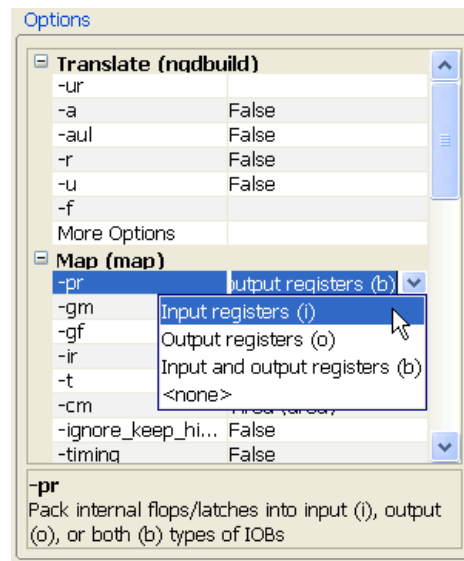 Options
Translate (ngdbuild)
-ur
-a False
-aul False
-r False
-u False
-f
More Options
Map (map)
-pr output registers (b)
-gm Input registers (i)
-gf Output registers (o)
-ir Input and output registers (b)
-t <none>
-cm (area)
-ignore_keep_hi... False
-timing False
-pr
Pack internal flops/latches into input (i), output
(o), or both (b) types of IOBs